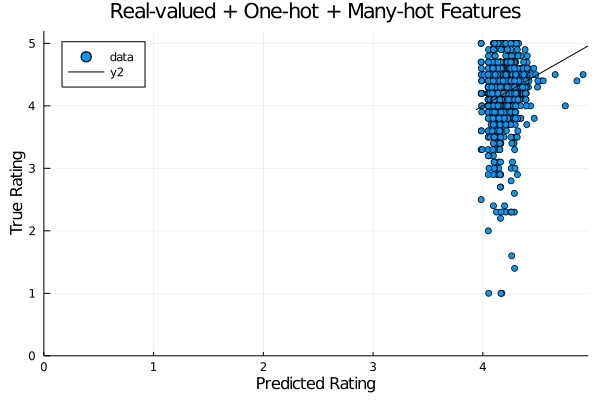 Real-valued + One-hot + Many-hot Features
data
y2
5
4
3
2
1
0
True Rating
0 1 2 3 4
Predicted Rating